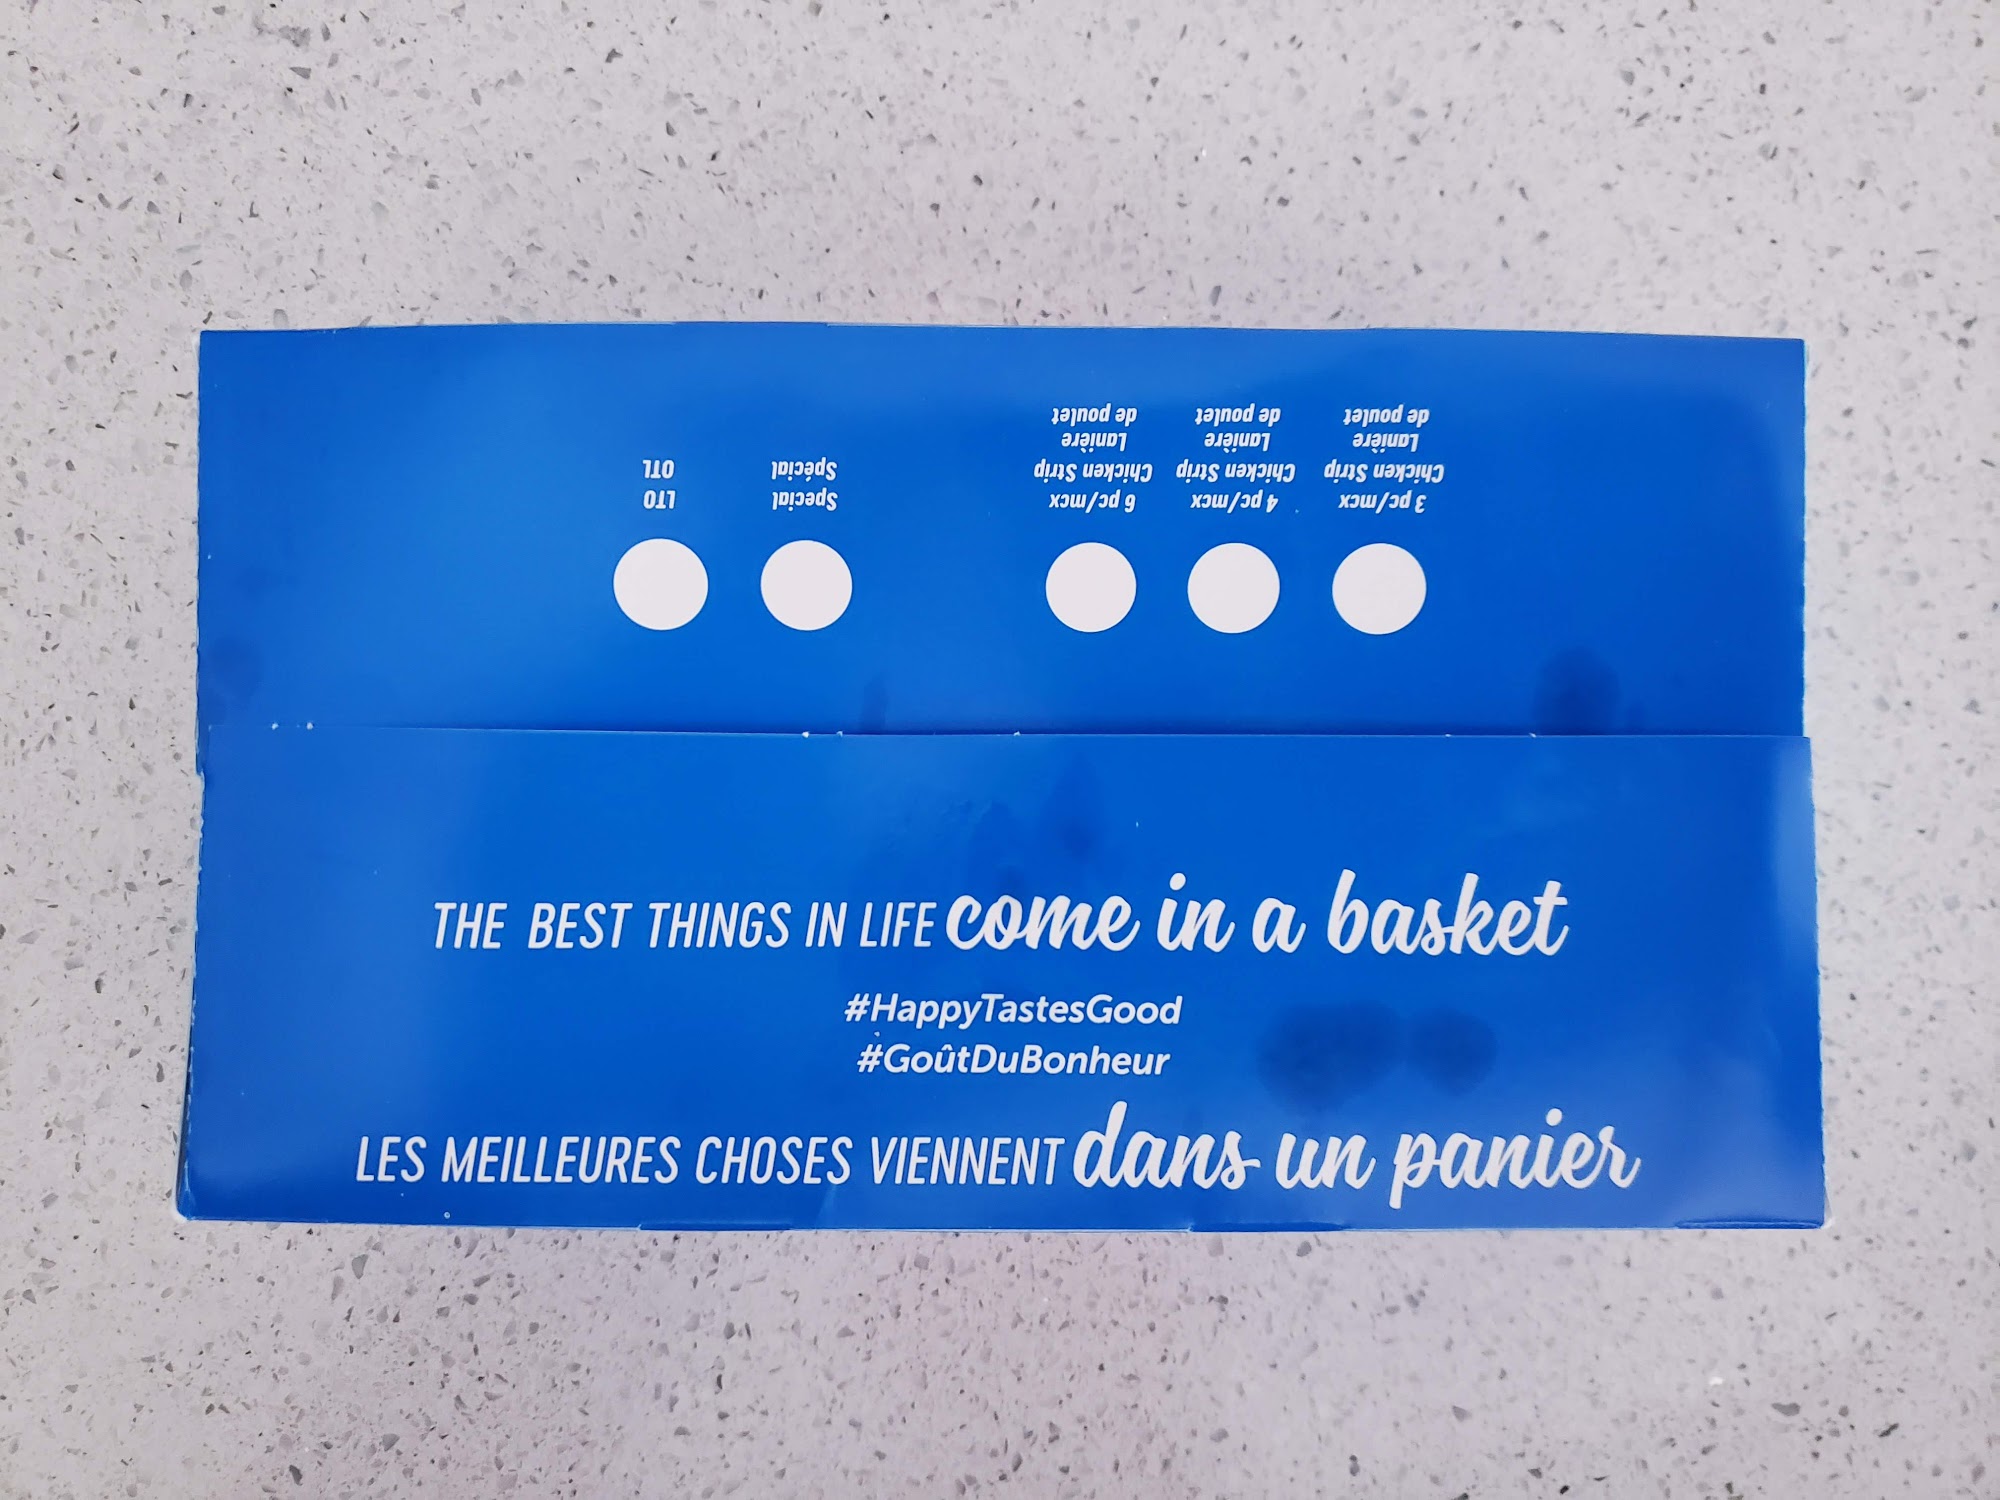 3 pc/mcx
Chicken Strip
Lanière
de poulet
4 pc/mcx
Chicken Strip
Lanière
de poulet
6 pc/mcx
Chicken Strip
Lanière
de poulet
Special
Spécial
LTO
OTL
THE BEST THINGS IN LIFE come in a basket
#HappyTastesGood
#GoûtDuBonheur
LES MEILLEURES CHOSES VIENNENT dans un panier